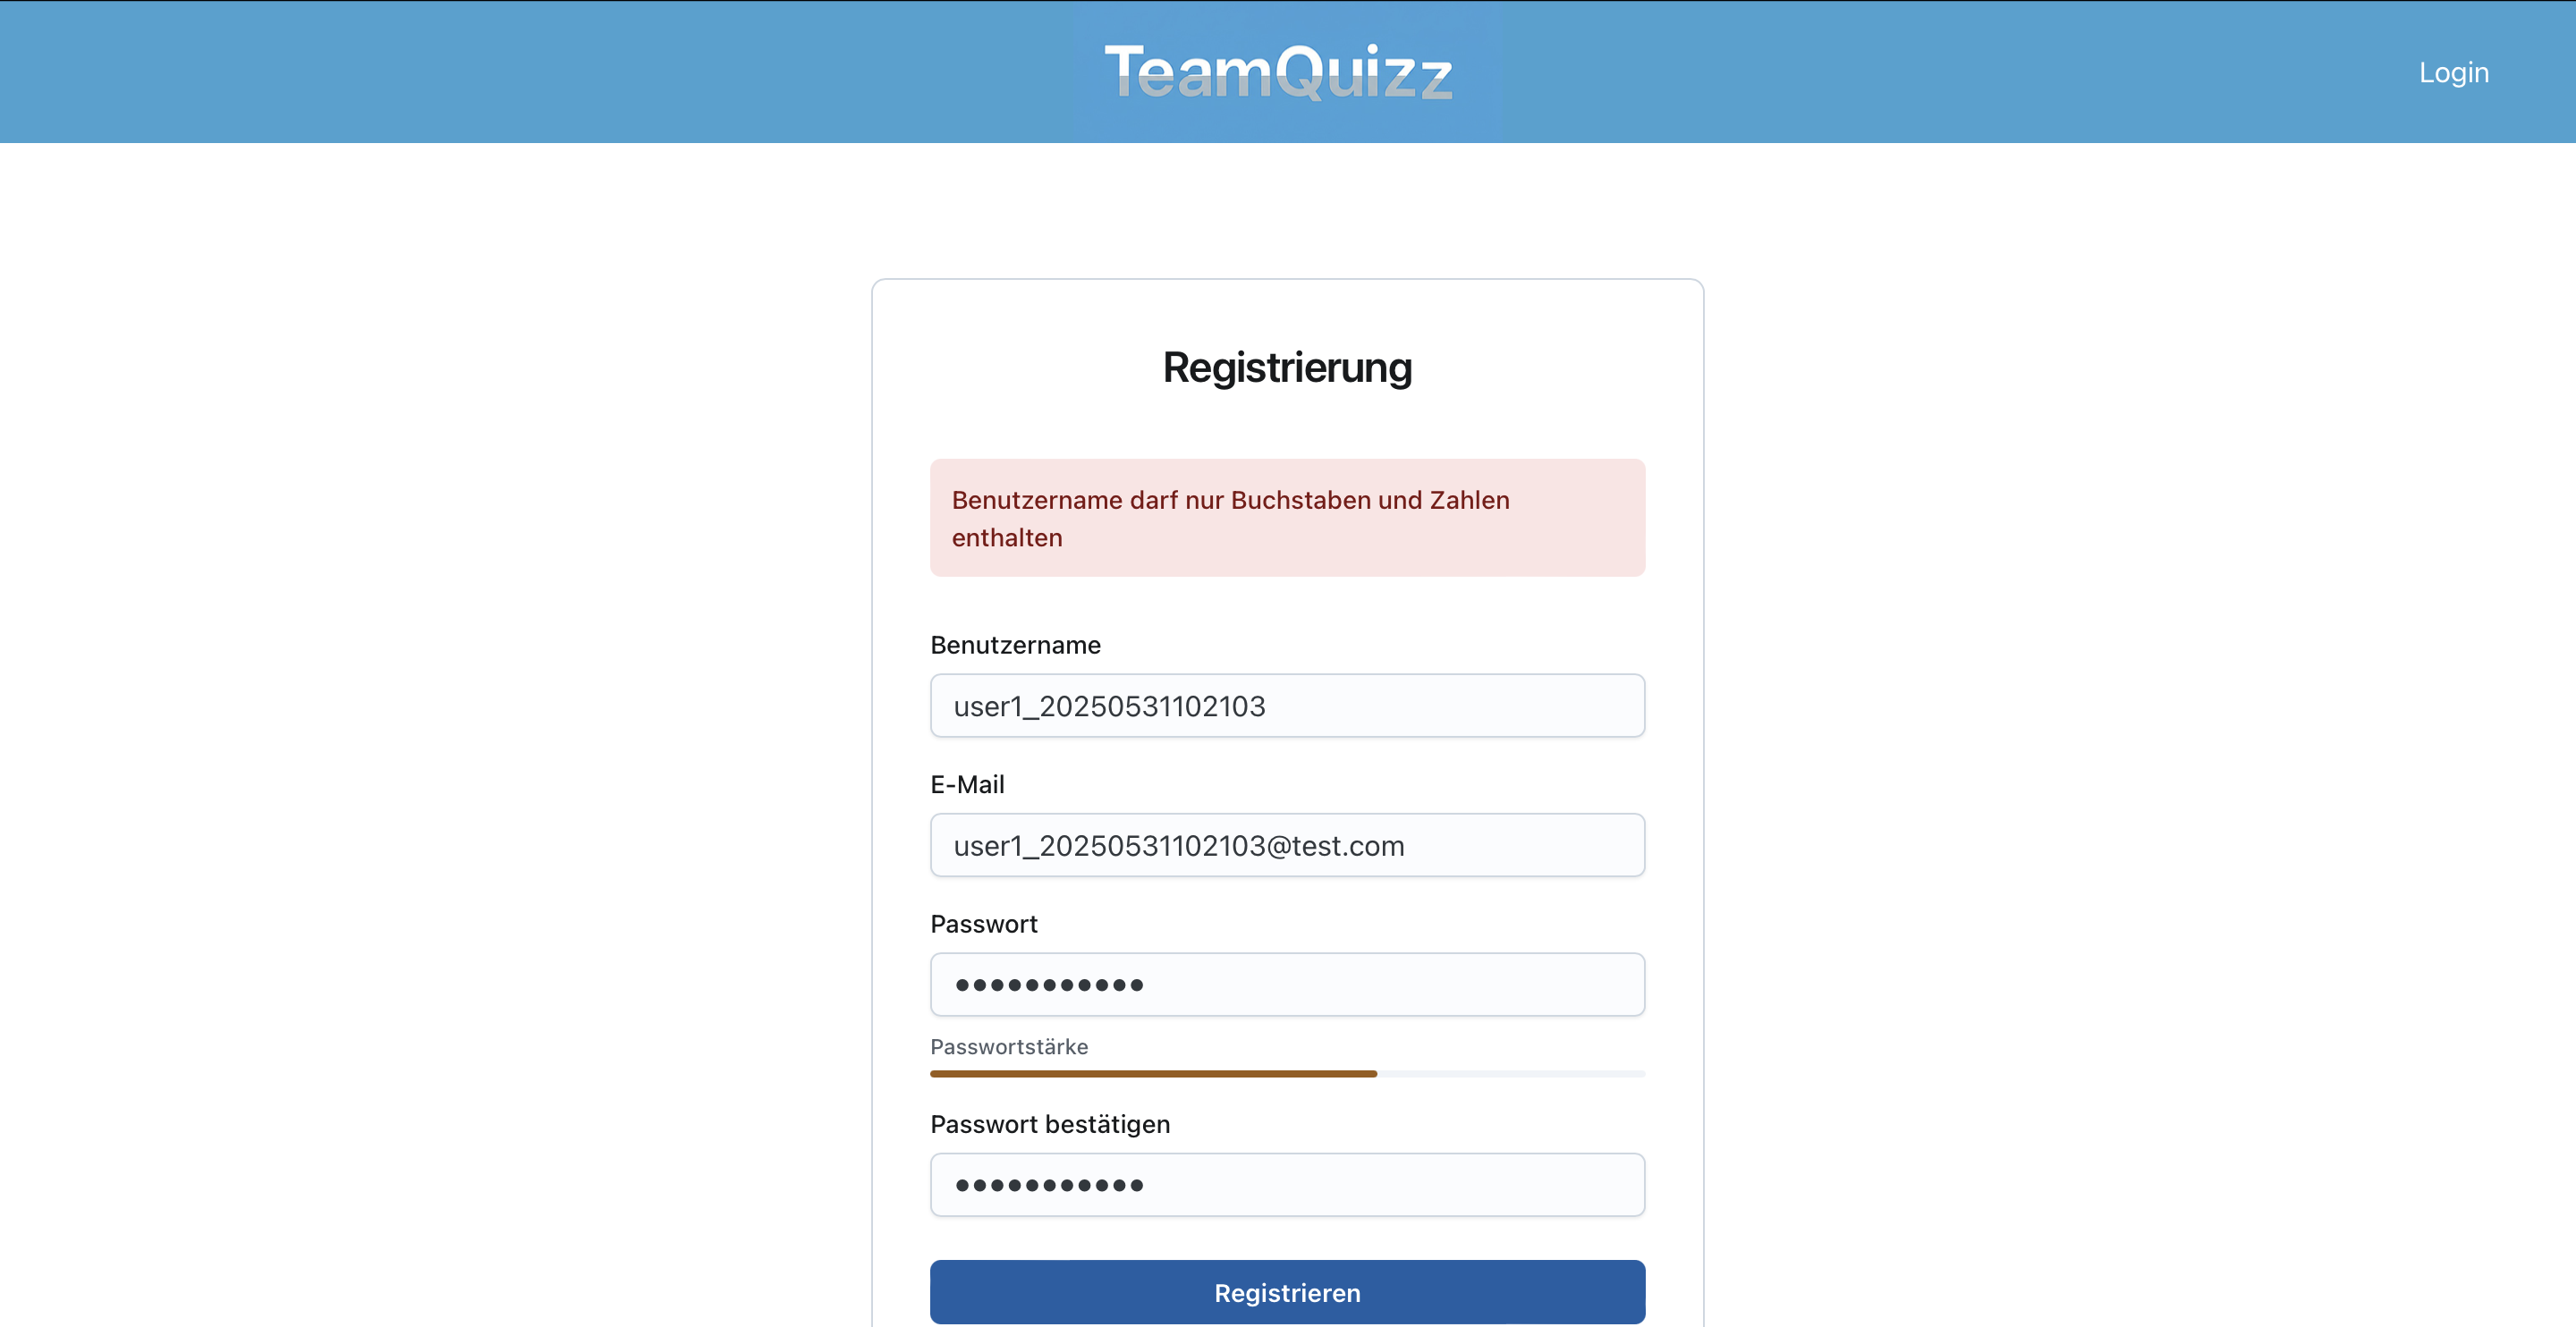 TeamQuizz
Login
Registrierung
Benutzername darf nur Buchstaben und Zahlen
enthalten
Benutzername
user1_20250531102103
E-Mail
user1_20250531102103@test.com
Passwort
•••••••••••
Passwortstärke
Passwort bestätigen
•••••••••••
Registrieren